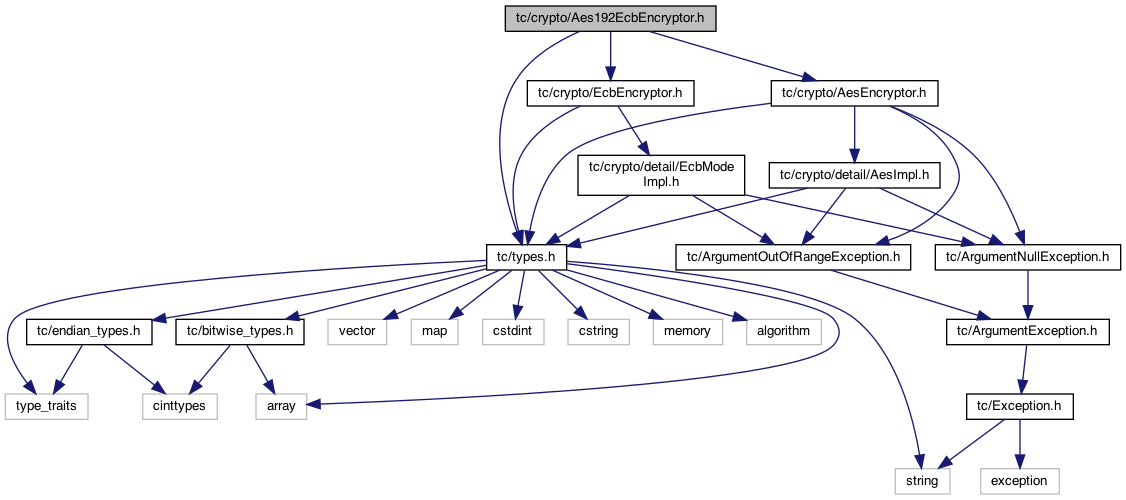 tc/crypto/Aes192EcbEncryptor.h
tc/crypto/EcbEncryptor.h
tc/crypto/AesEncryptor.h
tc/crypto/detail/EcbMode
Impl.h
tc/crypto/detail/AesImpl.h
tc/types.h
tc/ArgumentOutOfRangeException.h
tc/ArgumentNullException.h
tc/endian_types.h
tc/bitwise_types.h
vector
map
cstdint
cstring
memory
algorithm
tc/ArgumentException.h
type_traits
cinttypes
array
tc/Exception.h
string
exception